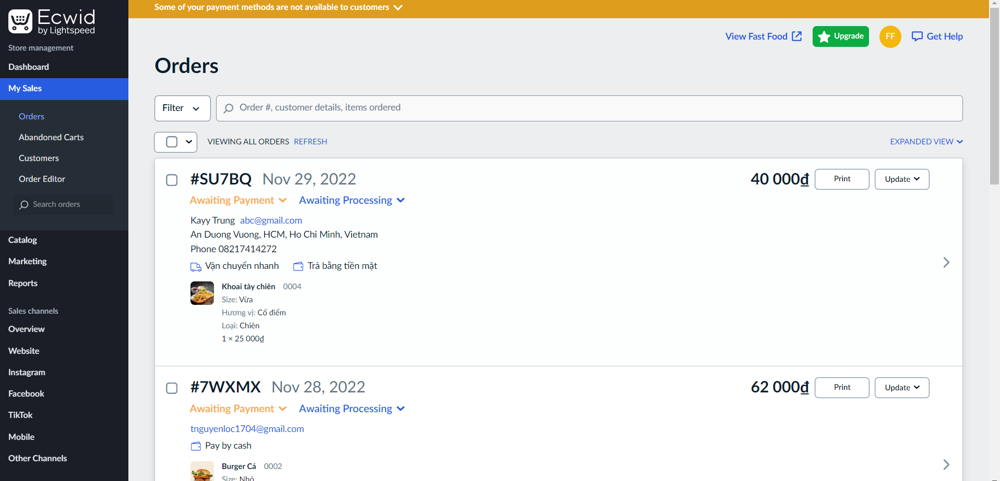 Ecwid
by Lightspeed
Store management
Dashboard
My Sales
Orders
Abandoned Carts
Customers
Order Editor
Search orders
Catalog
Marketing
Reports
Sales channels
Overview
Website
Instagram
Facebook
TikTok
Mobile
Other Channels
Some of your payment methods are not available to customers
View Fast Food
Upgrade
FF
Get Help
Orders
Filter
Order #, customer details, items ordered
VIEWING ALL ORDERS REFRESH
EXPANDED VIEW
#SU7BQ Nov 29, 2022
40 000₫
Print
Update
Awaiting Payment
Awaiting Processing
Kayy Trung abc@gmail.com
An Duong Vuong, HCM, Ho Chi Minh, Vietnam
Phone 08217414272
Vận chuyển nhanh
Trả bằng tiền mặt
Khoai tây chiên 0004
Size: Vừa
Hương vị: Cổ điểm
Loại: Chiên
1 × 25 000₫
#7WXMX Nov 28, 2022
62 000₫
Print
Update
Awaiting Payment
Awaiting Processing
tnguyenloc1704@gmail.com
Pay by cash
Burger Cá 0002
Size: Nhỏ